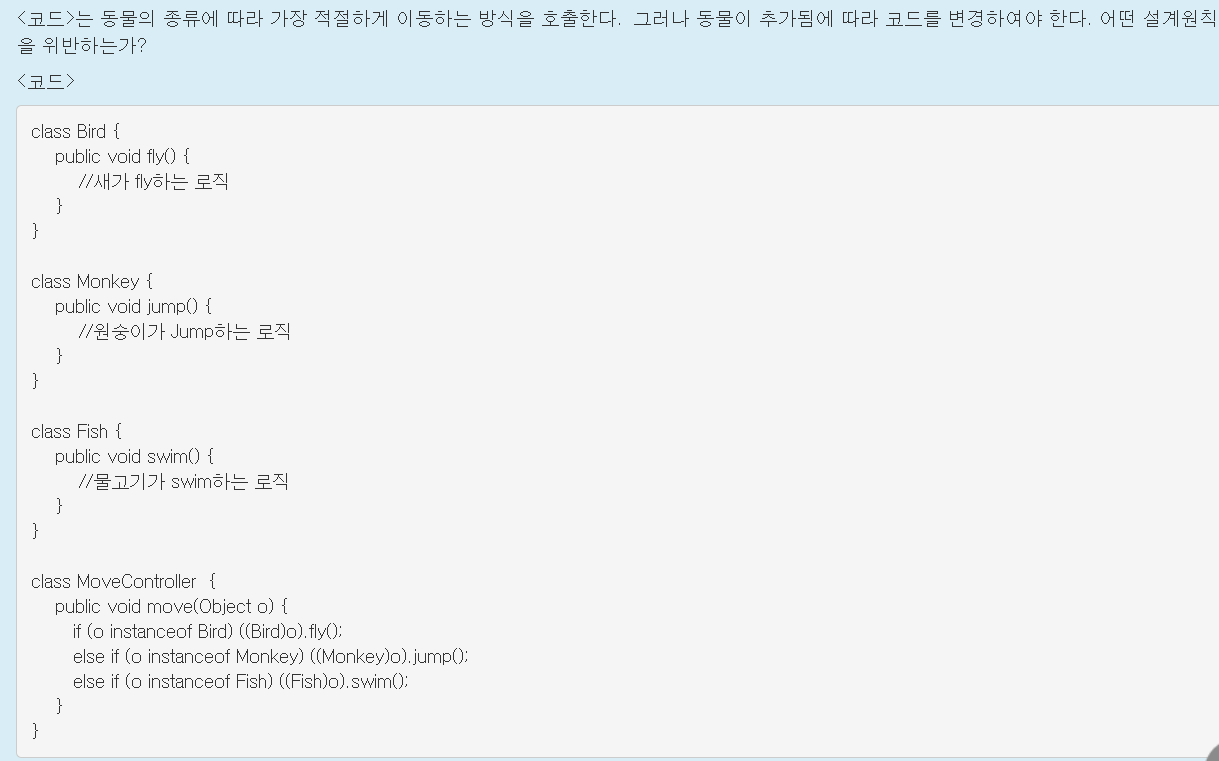 <코드>는 동물의 종류에 따라 가장 적절하게 이동하는 방식을 호출한다. 그러나 동물이 추가됨에 따라 코드를 변경하여야 한다. 어떤 설계원칙
을 위반하는가?
<코드>
class Bird {
public void fly() {
//새가 fly하는 로직
}
}
class Monkey {
public void jump() {
//원숭이가 Jump하는 로직
}
}
class Fish {
public void swim() {
//물고기가 swim하는 로직
}
}
class MoveController {
public void move(Object o) {
if (o instanceof Bird) ((Bird)o).fly();
else if (o instanceof Monkey) ((Monkey)o).jump();
else if (o instanceof Fish) ((Fish)o).swim();
}
}